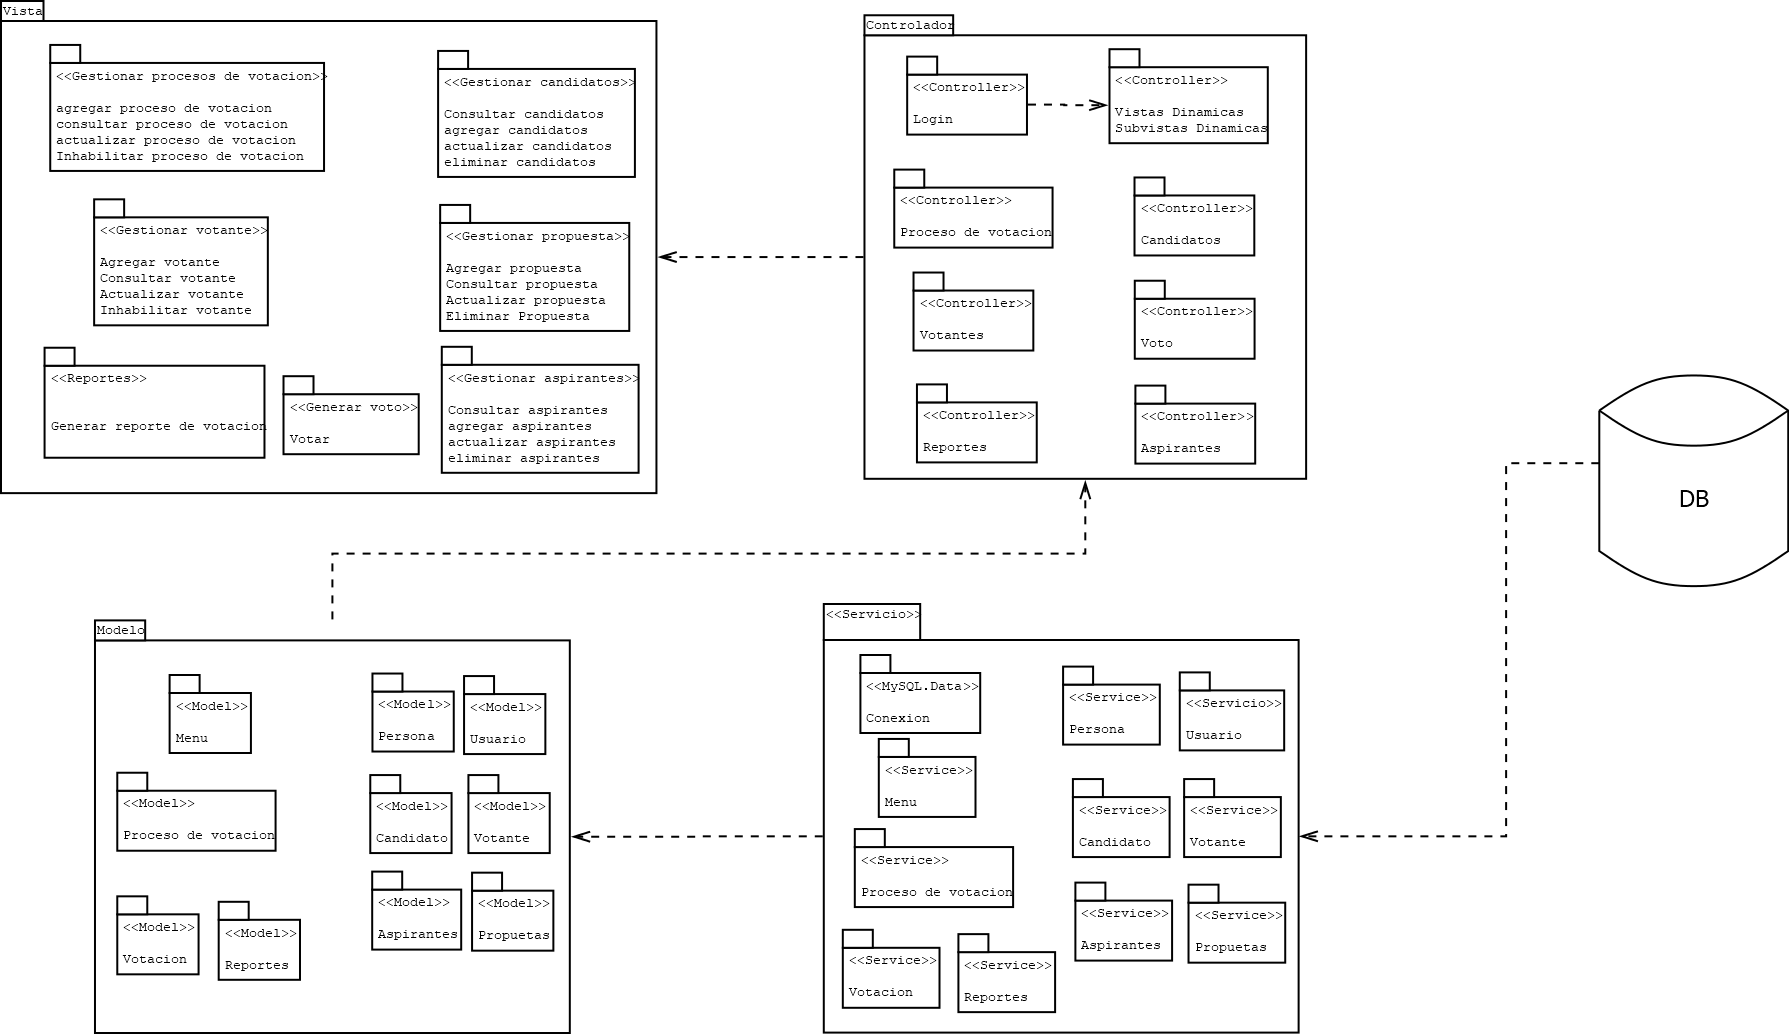 Vista
<<Gestionar procesos de votacion>>
agregar proceso de votacion
consultar proceso de votacion
actualizar proceso de votacion
Inhabilitar proceso de votacion
<<Gestionar candidatos>>
Consultar candidatos
agregar candidatos
actualizar candidatos
eliminar candidatos
<<Gestionar votante>>
Agregar votante
Consultar votante
Actualizar votante
Inhabilitar votante
<<Gestionar propuesta>>
Agregar propuesta
Consultar propuesta
Actualizar propuesta
Eliminar Propuesta
<<Reportes>>
Generar reporte de votacion
<<Generar voto>>
Votar
<<Gestionar aspirantes>>
Consultar aspirantes
agregar aspirantes
actualizar aspirantes
eliminar aspirantes
Controlador
<<Controller>>
Login
<<Controller>>
Vistas Dinamicas
Subvistas Dinamicas
<<Controller>>
Proceso de votacion
<<Controller>>
Candidatos
<<Controller>>
Votantes
<<Controller>>
Voto
<<Controller>>
Reportes
<<Controller>>
Aspirantes
DB
Modelo
<<Model>>
Menu
<<Model>>
Persona
<<Model>>
Usuario
<<Model>>
Proceso de votacion
<<Model>>
Candidato
<<Model>>
Votante
<<Model>>
Votacion
<<Model>>
Reportes
<<Model>>
Aspirantes
<<Model>>
Propuetas
<<Servicio>>
<<MySQL.Data>>
Conexion
<<Service>>
Persona
<<Servicio>>
Usuario
<<Service>>
Menu
<<Service>>
Candidato
<<Service>>
Votante
<<Service>>
Proceso de votacion
<<Service>>
Aspirantes
<<Service>>
Propuetas
<<Service>>
Votacion
<<Service>>
Reportes